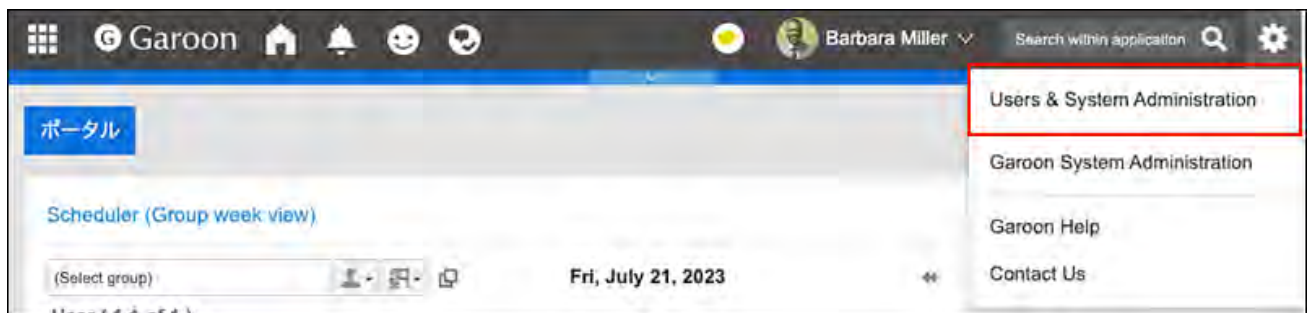 G Garoon Barbara Miller Search within application
Users & System Administration
ポータル
Garoon System Administration
Scheduler (Group week view)
Garoon Help
(Select group) Fri, July 21, 2023
Contact Us